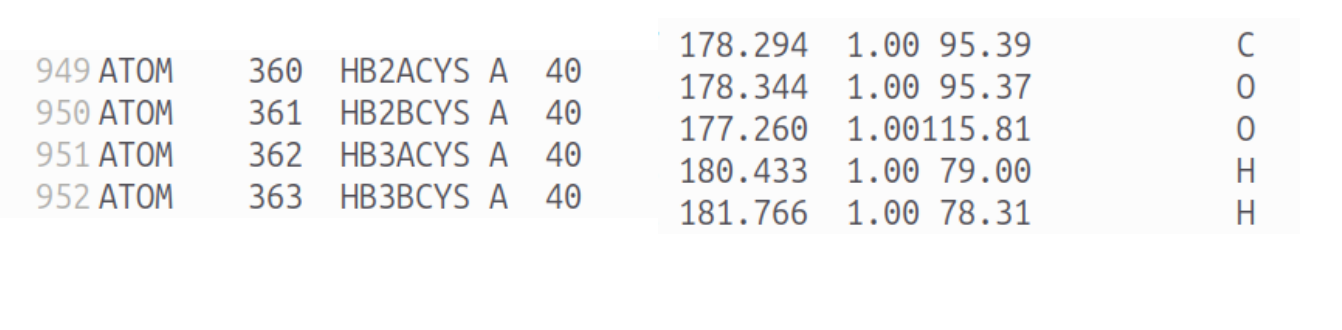 949 ATOM    360  HB2ACYS A  40
950 ATOM    361  HB2BCYS A  40
951 ATOM    362  HB3ACYS A  40
952 ATOM    363  HB3BCYS A  40
178.294  1.00 95.39           C
178.344  1.00 95.37           O
177.260  1.00115.81           O
180.433  1.00 79.00           H
181.766  1.00 78.31           H